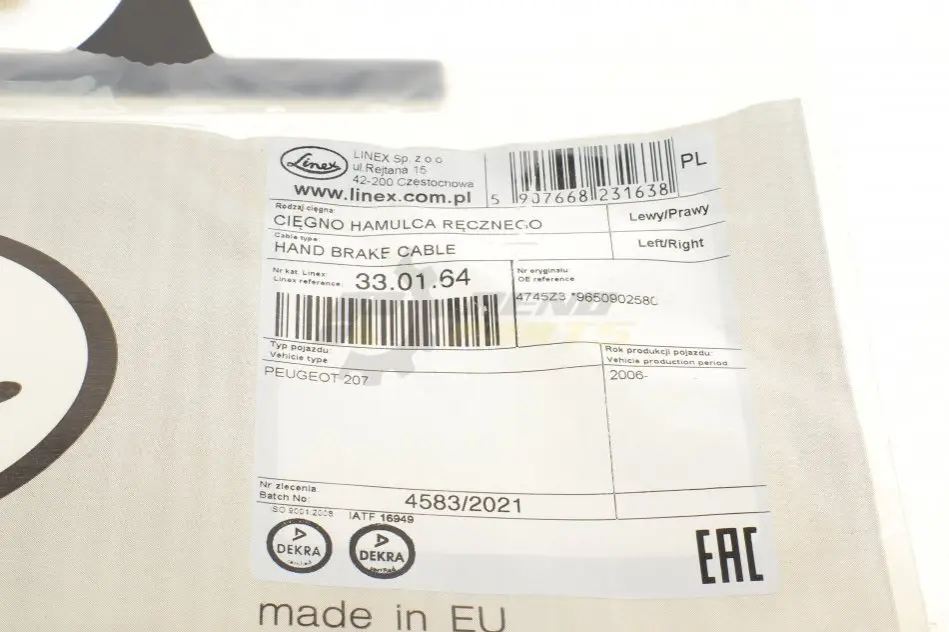 Linex
LINEX Sp. z o o
ul.Rejtana 15
42-200 Częstochowa
www.linex.com.pl
5 907668 231638
PL
Rodzaj cięgna:
CIĘGNO HAMULCA RĘCZNEGO
Lewy/Prawy
Cable type:
HAND BRAKE CABLE
Left/Right
Nr kat. Linex:
Linex reference:
33.01.64
Nr oryginału:
OE reference
4745Z3 *9650902580
Typ pojazdu:
Vehicle type
Rok produkcji pojazdu:
Vehicle production period
PEUGEOT 207
2006-
Nr zlecenia
Batch No:
4583/2021
ISO 9001:2008
IATF 16949
DEKRA
DEKRA
EAC
made in EU
PARTS